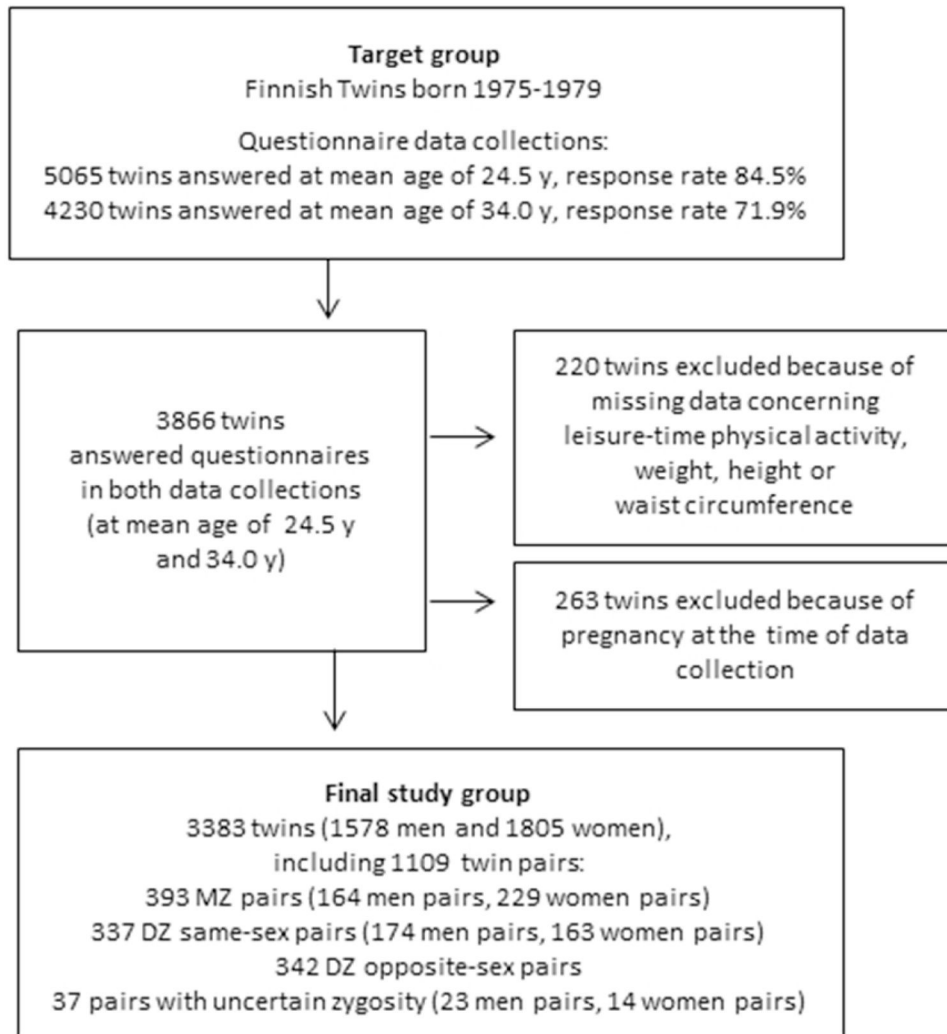 Target group
Finnish Twins born 1975-1979
Questionnaire data collections:
5065 twins answered at mean age of 24.5 y, response rate 84.5%
4230 twins answered at mean age of 34.0 y, response rate 71.9%
3866 twins
answered questionnaires
in both data collections
(at mean age of 24.5 y
and 34.0 y)
220 twins excluded because of
missing data concerning
leisure-time physical activity,
weight, height or
waist circumference
263 twins excluded because of
pregnancy at the time of data
collection
Final study group
3383 twins (1578 men and 1805 women),
including 1109 twin pairs:
393 MZ pairs (164 men pairs, 229 women pairs)
337 DZ same-sex pairs (174 men pairs, 163 women pairs)
342 DZ opposite-sex pairs
37 pairs with uncertain zygosity (23 men pairs, 14 women pairs)